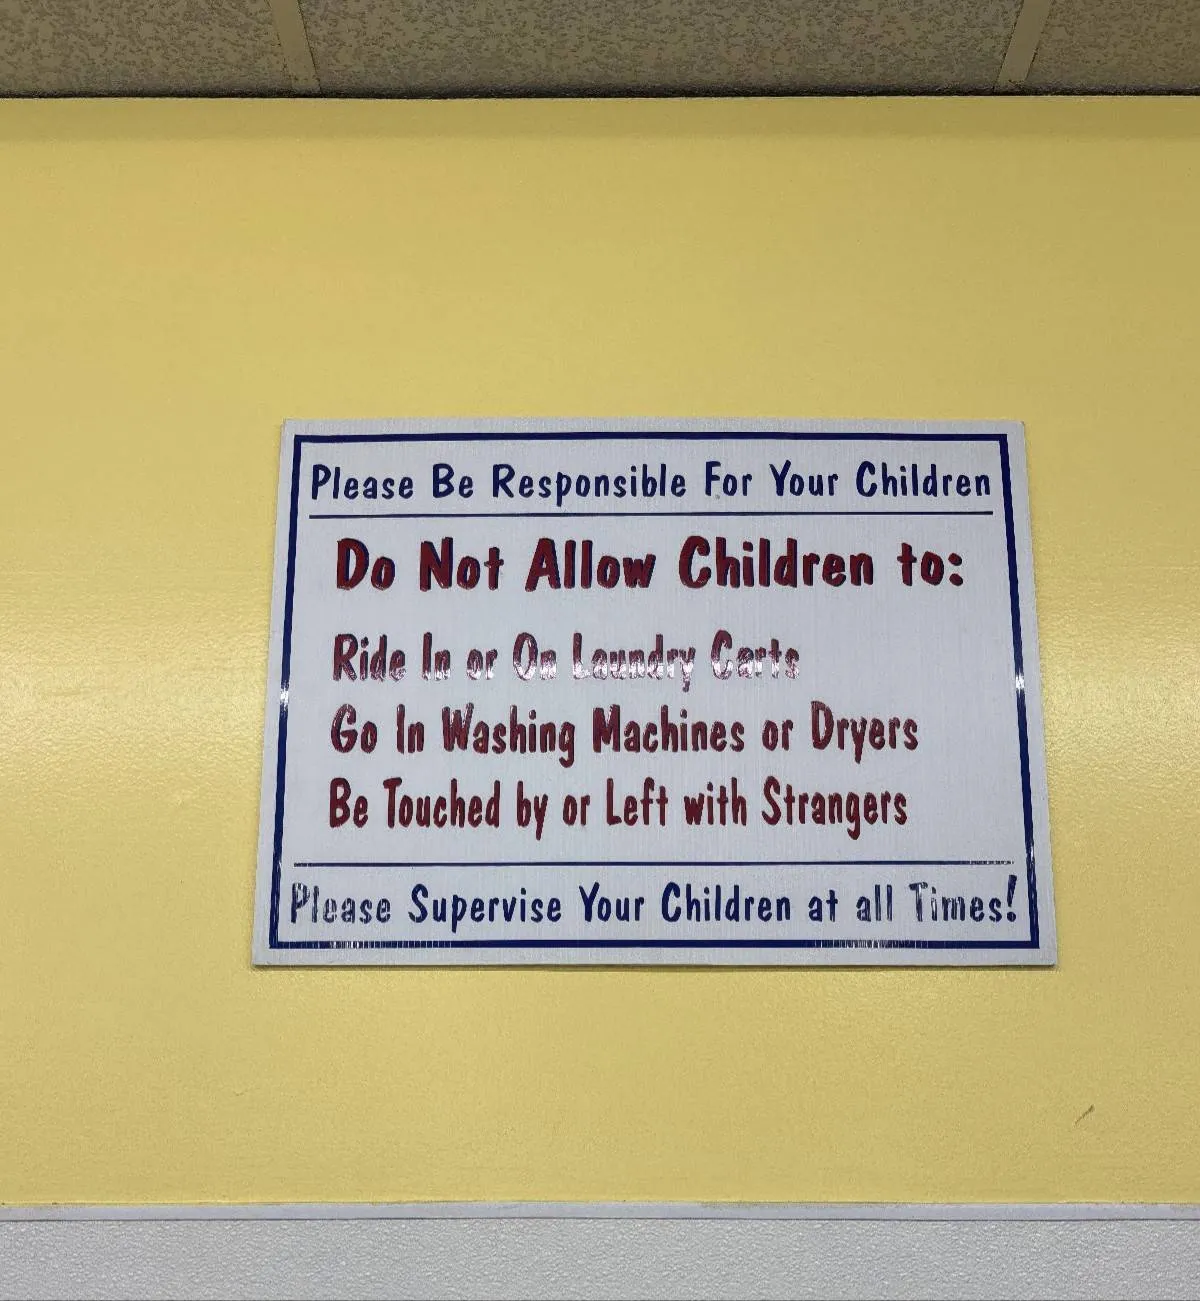 Please Be Responsible For Your Children
Do Not Allow Children to:
Ride In or On Laundry Carts
Go In Washing Machines or Dryers
Be Touched by or Left with Strangers
Please Supervise Your Children at all Times!